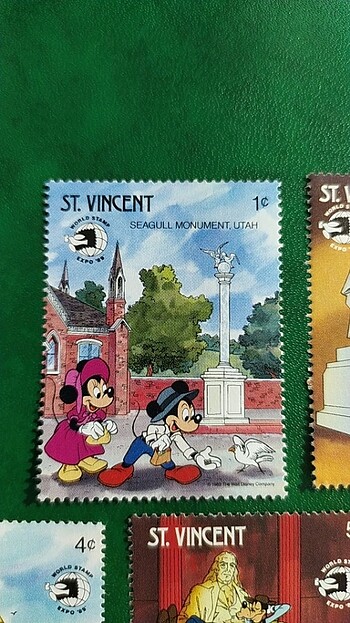 ST. VINCENT
1¢
WORLD STAMP
EXPO '89
SEAGULL MONUMENT, UTAH
© 1989 The Walt Disney Company
4¢
WORLD STAMP
EXPO '89
ST. VINCENT
WORLD STAMP
EXPO '89